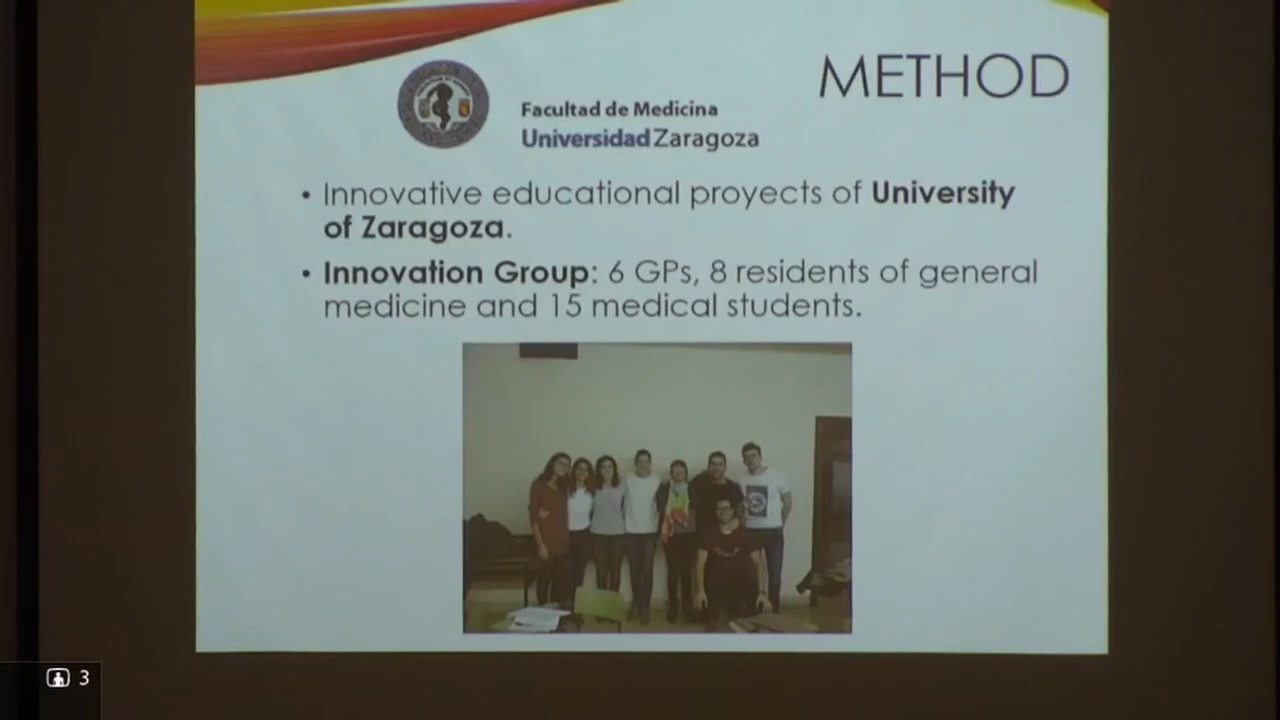 METHOD
Facultad de Medicina
Universidad Zaragoza
• Innovative educational proyects of University
of Zaragoza.
• Innovation Group: 6 GPs, 8 residents of general
medicine and 15 medical students.
3